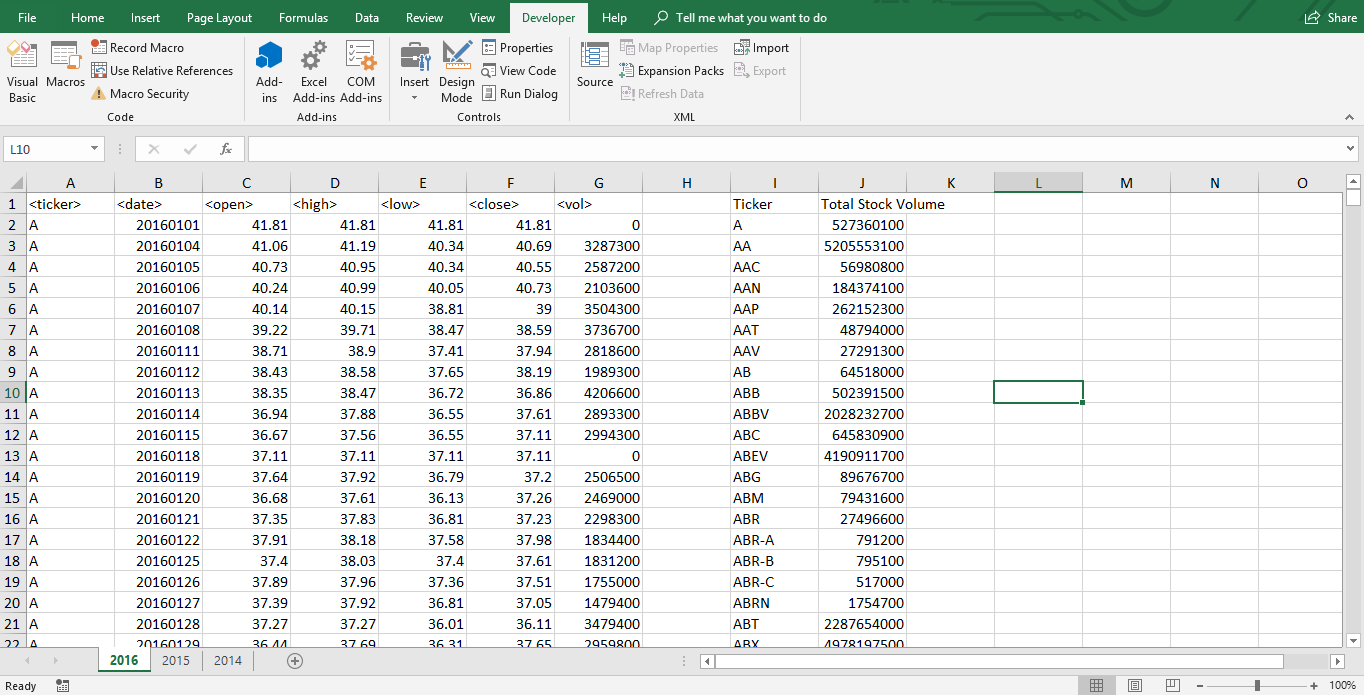 File Home Insert Page Layout Formulas Data Review View Developer Help Tell me what you want to do Share
Record Macro Properties Map Properties Import
Use Relative References View Code Expansion Packs Export
Visual Basic Macros Macro Security Add-ins Excel Add-ins COM Add-ins Insert Design Mode Run Dialog Source Refresh Data
Code Add-ins Controls XML
L10 fx
A B C D E F G H I J K L M N O
1 <ticker> <date> <open> <high> <low> <close> <vol> Ticker Total Stock Volume
2 A 20160101 41.81 41.81 41.81 41.81 0 A 527360100
3 A 20160104 41.06 41.19 40.34 40.69 3287300 AA 5205553100
4 A 20160105 40.73 40.95 40.34 40.55 2587200 AAC 56980800
5 A 20160106 40.24 40.99 40.05 40.73 2103600 AAN 184374100
6 A 20160107 40.14 40.15 38.81 39 3504300 AAP 262152300
7 A 20160108 39.22 39.71 38.47 38.59 3736700 AAT 48794000
8 A 20160111 38.71 38.9 37.41 37.94 2818600 AAV 27291300
9 A 20160112 38.43 38.58 37.65 38.19 1989300 AB 64518000
10 A 20160113 38.35 38.47 36.72 36.86 4206600 ABB 502391500
11 A 20160114 36.94 37.88 36.55 37.61 2893300 ABBV 2028232700
12 A 20160115 36.67 37.56 36.55 37.11 2994300 ABC 645830900
13 A 20160118 37.11 37.11 37.11 37.11 0 ABEV 4190911700
14 A 20160119 37.64 37.92 36.79 37.2 2506500 ABG 89676700
15 A 20160120 36.68 37.61 36.13 37.26 2469000 ABM 79431600
16 A 20160121 37.35 37.83 36.81 37.23 2298300 ABR 27496600
17 A 20160122 37.91 38.18 37.58 37.98 1834400 ABR-A 791200
18 A 20160125 37.4 38.03 37.4 37.61 1831200 ABR-B 795100
19 A 20160126 37.89 37.96 37.36 37.51 1755000 ABR-C 517000
20 A 20160127 37.39 37.92 36.81 37.05 1479400 ABRN 1754700
21 A 20160128 37.27 37.27 36.01 36.11 3479400 ABT 2287654000
22 A 20160129 36.44 37.69 36.31 37.65 2959800 ABX 4978197500
2016 2015 2014
Ready 100%